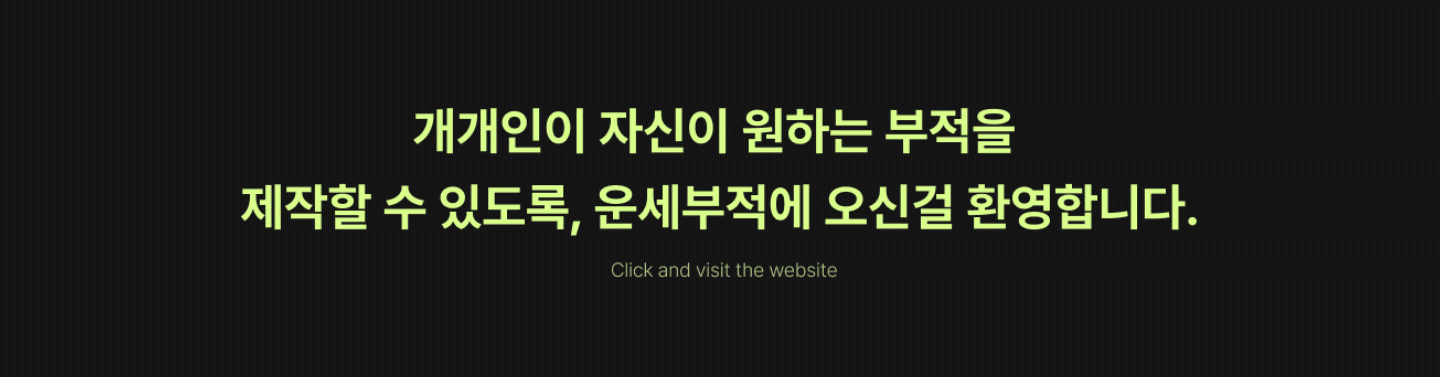 개개인이 자신이 원하는 부적을
제작할 수 있도록, 운세부적에 오신걸 환영합니다.
Click and visit the website